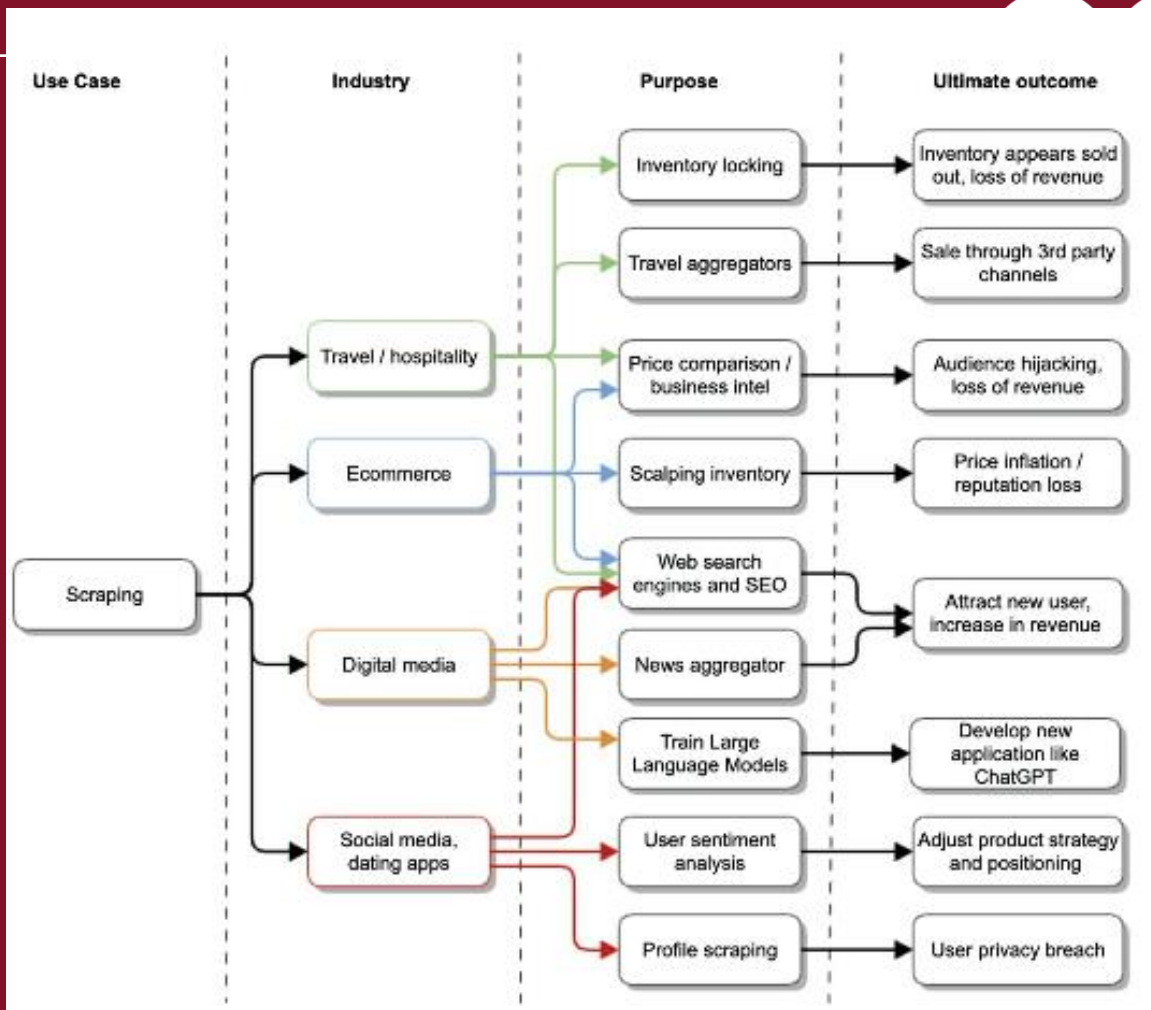 Use Case
Industry
Purpose
Ultimate outcome
Inventory locking
Inventory appears sold
out, loss of revenue
Travel aggregators
Sale through 3rd party
channels
Travel / hospitality
Price comparison /
business intel
Audience hijacking,
loss of revenue
Ecommerce
Scalping inventory
Price inflation /
reputation loss
Scraping
Web search
engines and SEO
Attract new user,
increase in revenue
Digital media
News aggregator
Train Large
Language Models
Develop new
application like
ChatGPT
Social media,
dating apps
User sentiment
analysis
Adjust product strategy
and positioning
Profile scraping
User privacy breach